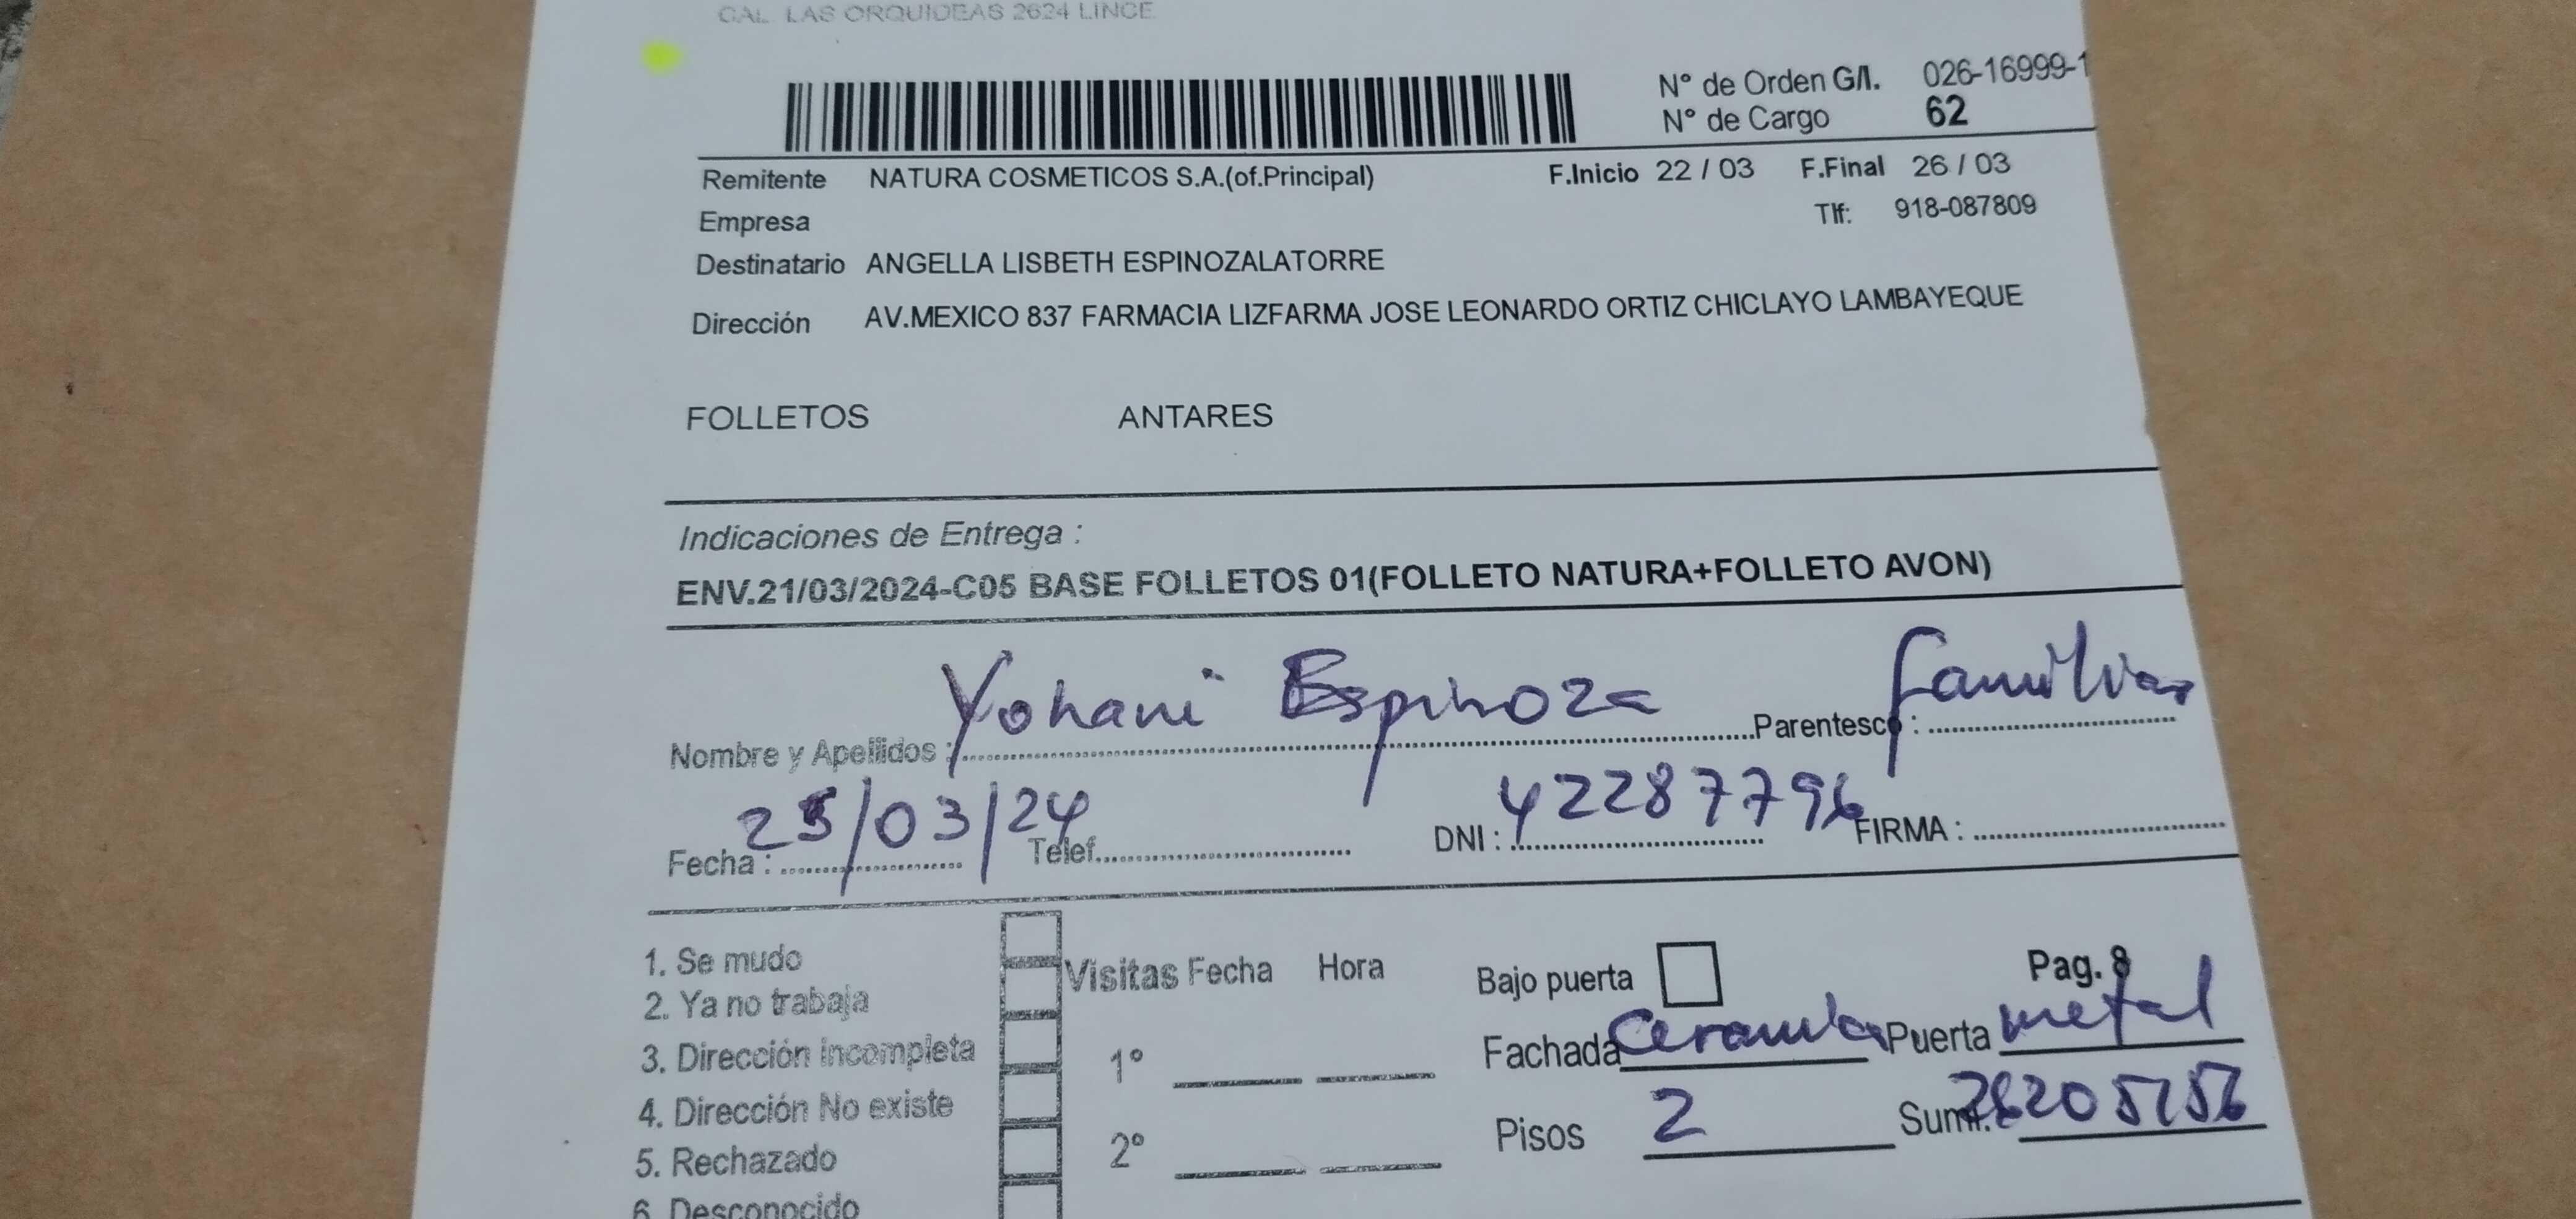 CAL LAS ORQUIDEAS 2624 LINCE
N° de Orden G/I. 026-16999-1
N° de Cargo 62
Remitente NATURA COSMETICOS S.A.(of.Principal) F.Inicio 22 / 03 F.Final 26 / 03
Empresa Tlf: 918-087809
Destinatario ANGELLA LISBETH ESPINOZALATORRE
Dirección AV.MEXICO 837 FARMACIA LIZFARMA JOSE LEONARDO ORTIZ CHICLAYO LAMBAYEQUE
FOLLETOS ANTARES
Indicaciones de Entrega :
ENV.21/03/2024-C05 BASE FOLLETOS 01(FOLLETO NATURA+FOLLETO AVON)
Nombre y Apellidos : Yohani Espinoza Parentesco : familiar
Fecha : 25/03/24 Telef. DNI : 42287796 FIRMA :
1. Se mudo
2. Ya no trabaja
3. Dirección incompleta
4. Dirección No existe
5. Rechazado
6. Desconocido
Visitas Fecha Hora
1°
2°
Bajo puerta Pag. 8
Fachada Puerta metal
Pisos 2 Sumi.